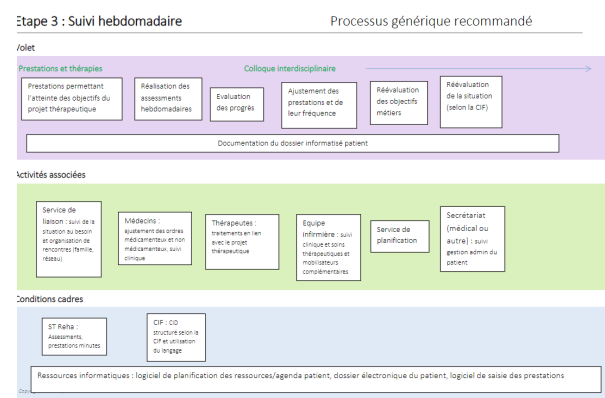 Etape 3 : Suivi hebdomadaire
Processus générique recommandé
Volet
Prestations et thérapies
Colloque interdisciplinaire
Prestations permettant
l'atteinte des objectifs du
projet thérapeutique
Réalisation des
assessments
hebdomadaires
Evaluation
des progrès
Ajustement des
prestations et de
leur fréquence
Réévaluation
des objectifs
métiers
Réévaluation
de la situation
(selon la CIF)
Documentation du dossier informatisé patient
Activités associées
Service de
liaison : suivi de la
situation au besoin
et organisation de
rencontres (famille,
réseau)
Médecins :
ajustement des ordres
médicamenteux et non
médicamenteux, suivi
clinique
Thérapeutes :
traitements en lien
avec le projet
thérapeutique
Equipe
infirmière : suivi
clinique et soins
thérapeutiques et
mobilisateurs
complémentaires
Service de
planification
Secrétariat
(médical ou
autre) : suivi
gestion admin du
patient
Conditions cadres
ST Reha :
Assessments,
prestations minutes
CIF : CID
structuré selon la
CIF et utilisation
du langage
Ressources informatiques : logiciel de planification des ressources/agenda patient, dossier électronique du patient, logiciel de saisie des prestations